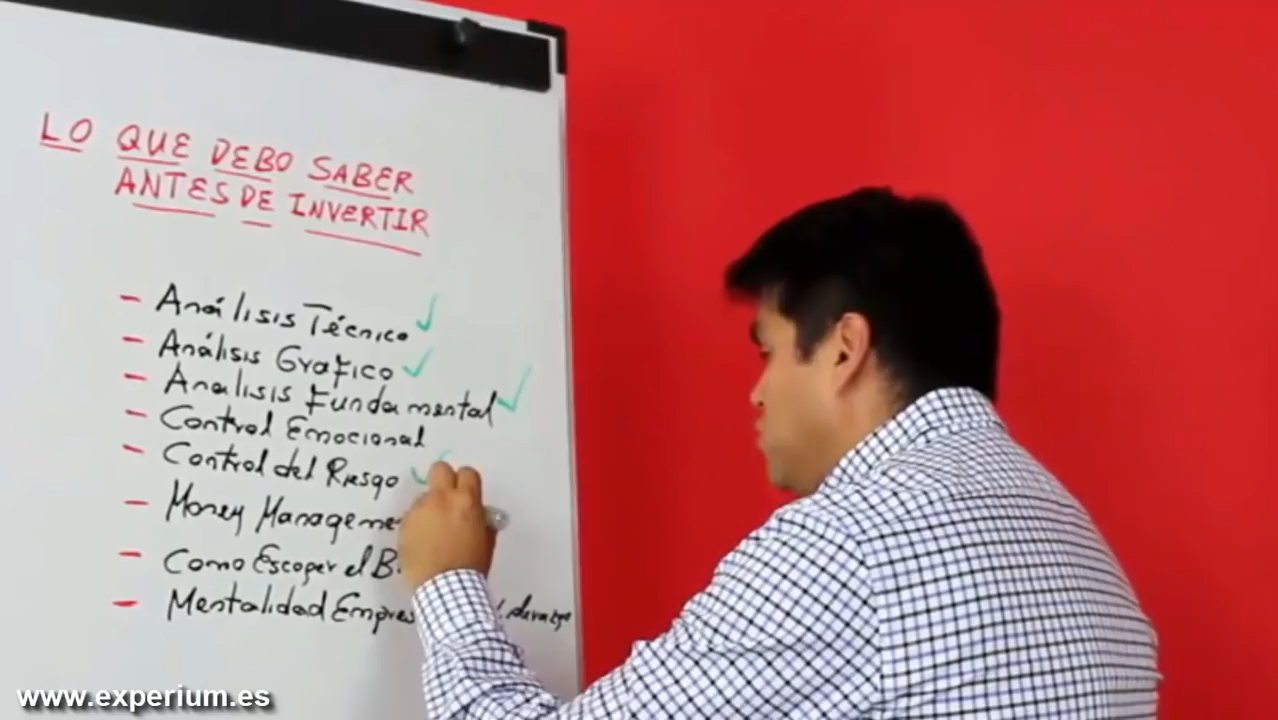 LO QUE DEBO SABER
ANTES DE INVERTIR
- Análisis Técnico ✓
- Análisis Grafico ✓
- Analisis Fundamental ✓
- Control Emocional
- Control del Riesgo ✓
- Money
- Como Escoger el
- Mentalidad
www.experium.es